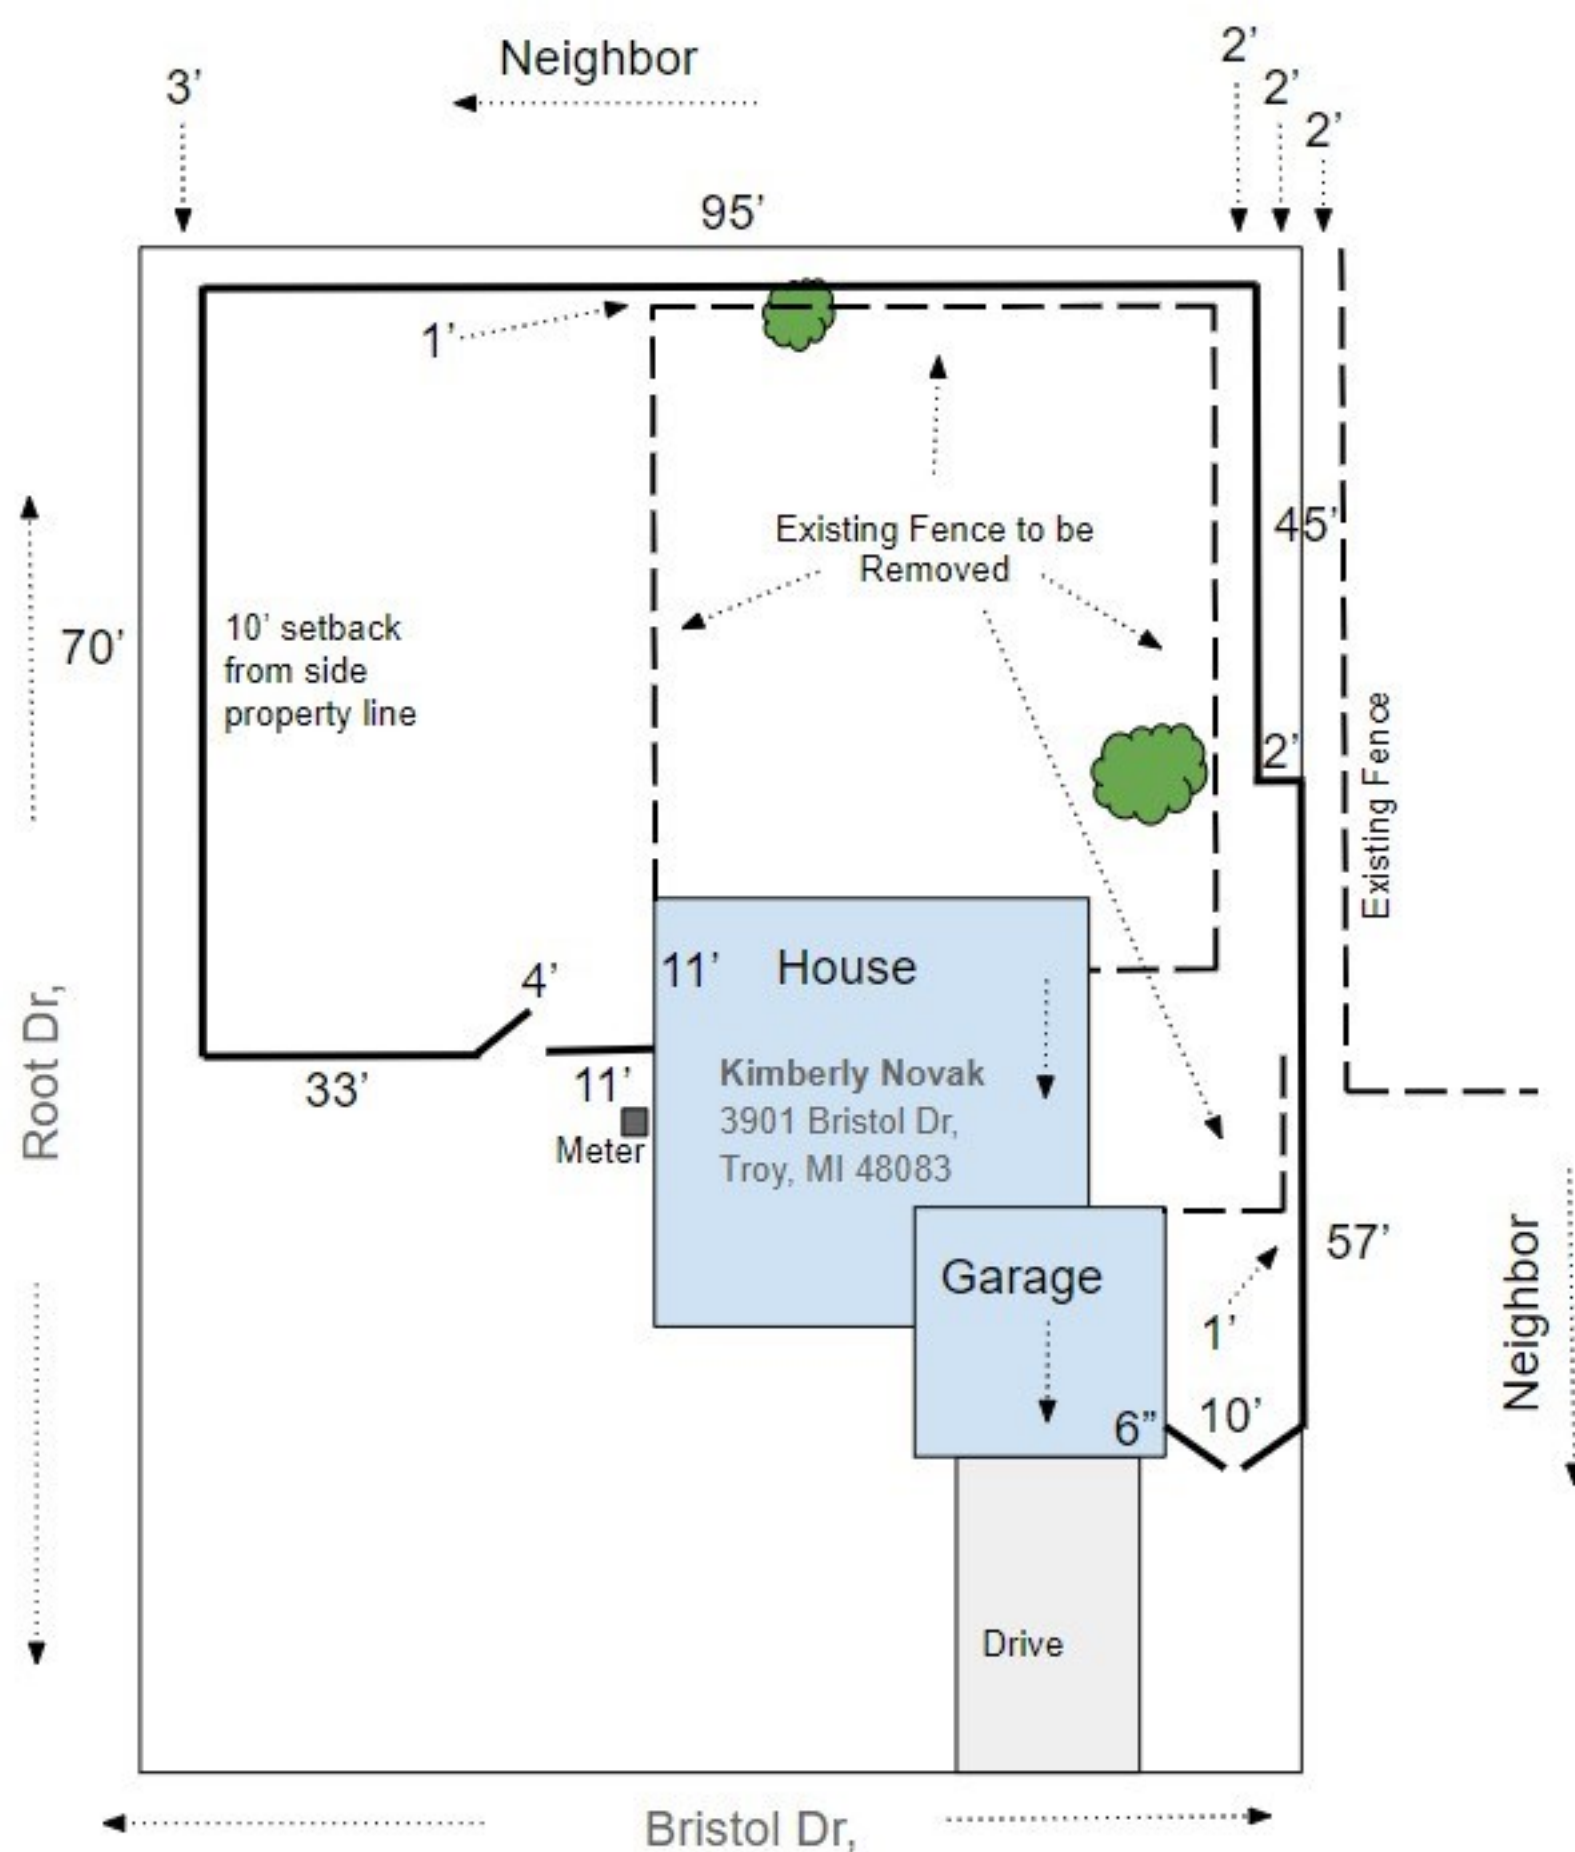 2’
Neighbor
3’
2’
2’
95’
1’
Existing Fence to be
Removed
45’
10’ setback
from side
property line
70’
2’
Existing Fence
4’
11’
House
Root Dr,
33’
11’
Kimberly Novak
3901 Bristol Dr,
Troy, MI 48083
Meter
57’
Garage
1’
Neighbor
6”
10’
Drive
Bristol Dr,